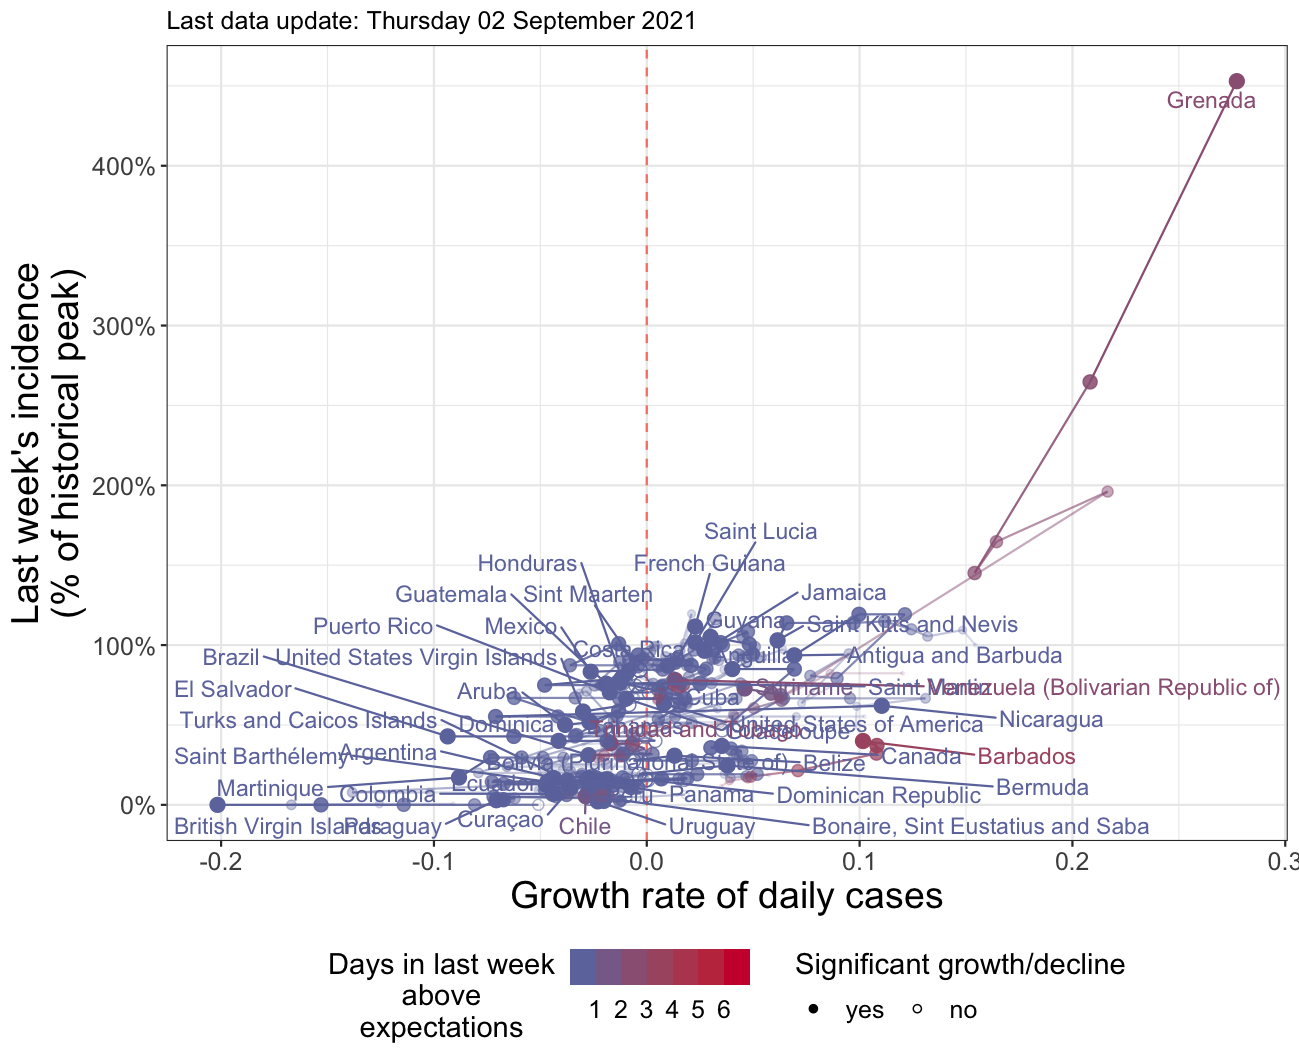 Last data update: Thursday 02 September 2021
Last week's incidence
(% of historical peak)
400%
300%
200%
100%
0%
Grenada
Saint Lucia
Honduras
French Guiana
Guatemala
Sint Maarten
Jamaica
Puerto Rico
Mexico
Guyana
Saint Kitts and Nevis
Brazil
United States Virgin Islands
Costa Rica
Anguilla
Antigua and Barbuda
El Salvador
Aruba
Cuba
Suriname
Saint Martin
Venezuela (Bolivarian Republic of)
Turks and Caicos Islands
Dominica
Trinidad and Tobago
United States of America
Guadeloupe
Nicaragua
Saint Barthélemy
Argentina
Bolivia (Plurinational State of)
Belize
Canada
Barbados
Martinique
Colombia
Ecuador
Panama
Dominican Republic
Bermuda
British Virgin Islands
Paraguay
Curaçao
Chile
Uruguay
Bonaire, Sint Eustatius and Saba
-0.2
-0.1
0.0
0.1
0.2
0.3
Growth rate of daily cases
Days in last week
above
expectations
1 2 3 4 5 6
Significant growth/decline
yes
no